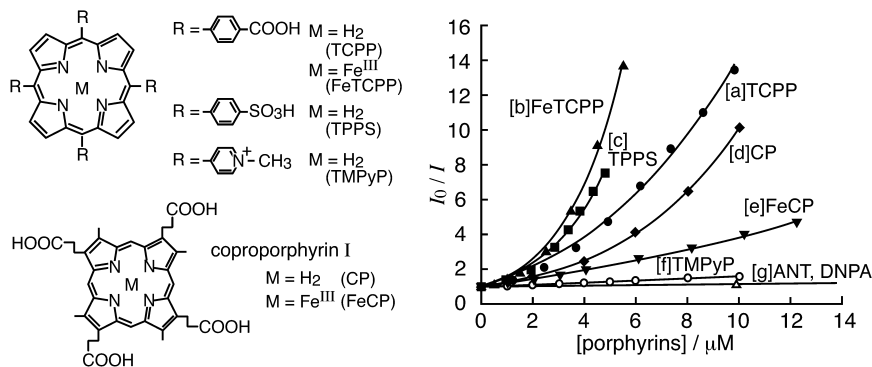 R
R
R
R
N
N
N
N
M
R = COOH
M = H2
(TCPP)
M = FeIII
(FeTCPP)
R = SO3H
M = H2
(TPPS)
R = N+-CH3
M = H2
(TMPyP)
COOH
HOOC
N
N
N
N
M
COOH
COOH
coproporphyrin I
M = H2 (CP)
M = FeIII (FeCP)
I0 / I
16
14
12
10
8
6
4
2
0
[b]FeTCPP
[a]TCPP
[c]
TPPS
[d]CP
[e]FeCP
[f]TMPyP
[g]ANT, DNPA
0 2 4 6 8 10 12 14
[porphyrins] / μM